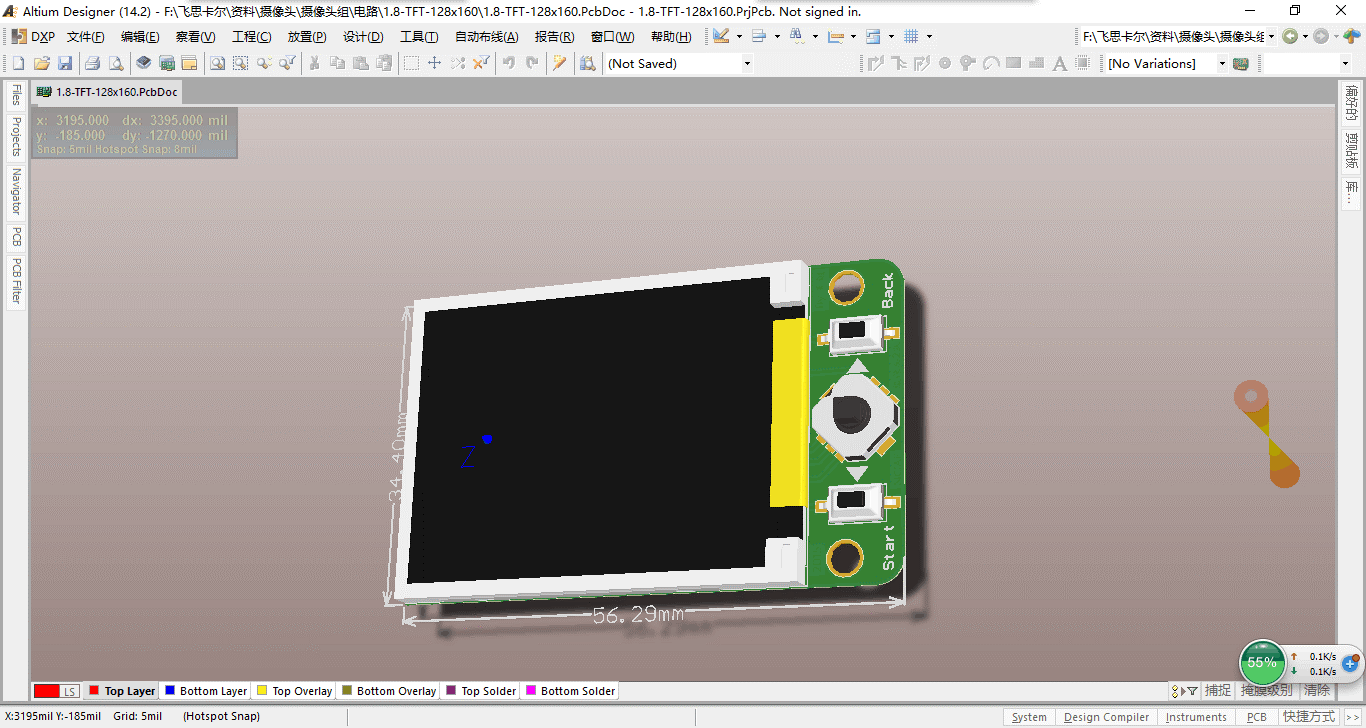 Altium Designer (14.2) - F:\飞思卡尔\资料\摄像头\摄像头组\电路\1.8-TFT-128x160\1.8-TFT-128x160.PcbDoc - 1.8-TFT-128x160.PrjPcb. Not signed in.
DXP 文件(F) 编辑(E) 察看(V) 工程(C) 放置(P) 设计(D) 工具(T) 自动布线(A) 报告(R) 窗口(W) 帮助(H) F:\飞思卡尔\资料\摄像头\摄像头组
(Not Saved) [No Variations]
1.8-TFT-128x160.PcbDoc
x: 3195.000 dx: 3395.000 mil
y: -185.000 dy: -1270.000 mil
Snap: 5mil Hotspot Snap: 8mil
Files
Projects
Navigator
PCB
PCB Filter
偏好的
剪贴板
库...
Back
34.40mm
Z
Start
56.29mm
55%
0.1K/s
0.1K/s
LS Top Layer Bottom Layer Top Overlay Bottom Overlay Top Solder Bottom Solder 捕捉 掩膜级别 清除
X:3195mil Y:-185mil Grid: 5mil (Hotspot Snap) System Design Compiler Instruments PCB 快捷方式 >>